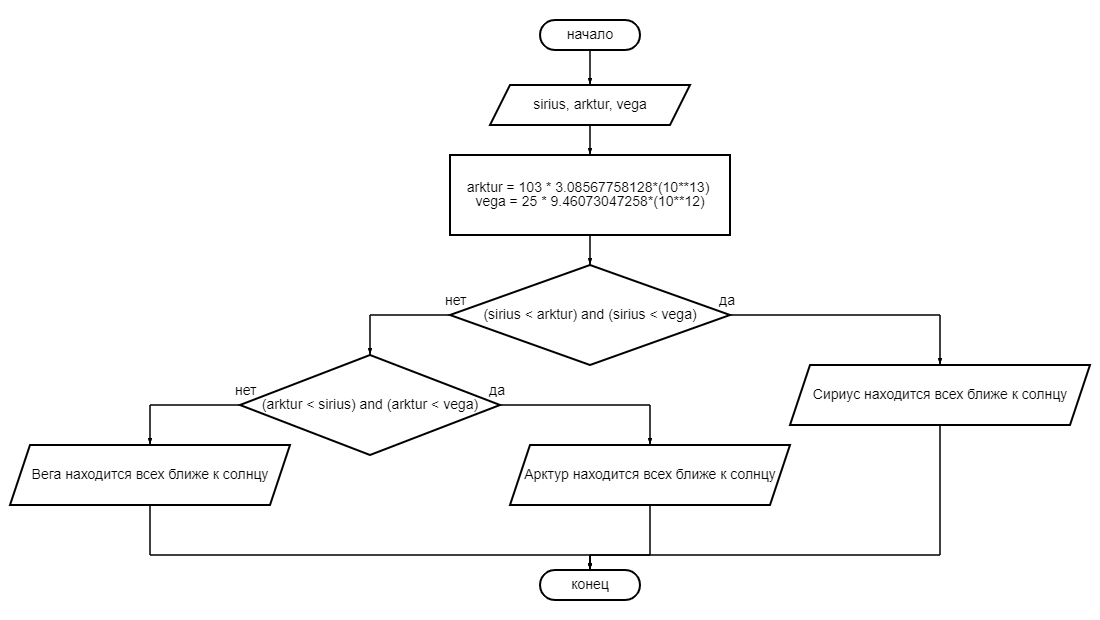 начало
sirius, arktur, vega
arktur = 103 * 3.08567758128*(10**13)
vega = 25 * 9.46073047258*(10**12)
нет
(sirius < arktur) and (sirius < vega)
да
нет
(arktur < sirius) and (arktur < vega)
да
Сириус находится всех ближе к солнцу
Вега находится всех ближе к солнцу
Арктур находится всех ближе к солнцу
конец